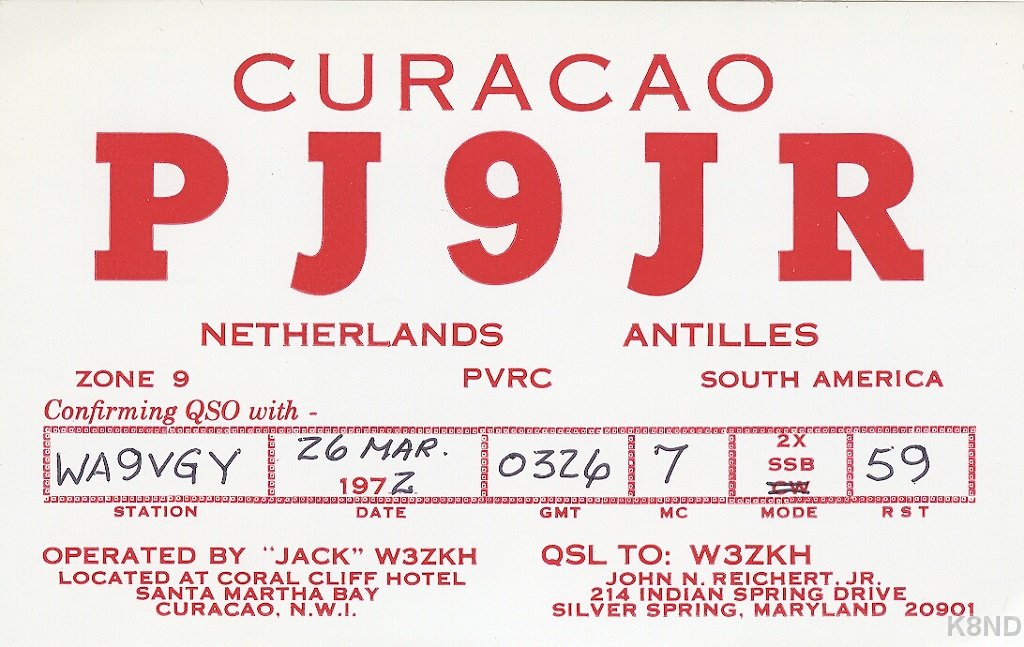 CURACAO
PJ9JR
NETHERLANDS ANTILLES
ZONE 9 PVRC SOUTH AMERICA
Confirming QSO with -
WA9VGY 26 MAR. 1972 0326 7 2X SSB CW 59
STATION DATE GMT MC MODE RST
OPERATED BY "JACK" W3ZKH
LOCATED AT CORAL CLIFF HOTEL
SANTA MARTHA BAY
CURACAO, N.W.I.
QSL TO: W3ZKH
JOHN N. REICHERT, JR.
214 INDIAN SPRING DRIVE
SILVER SPRING, MARYLAND 20901
K8ND